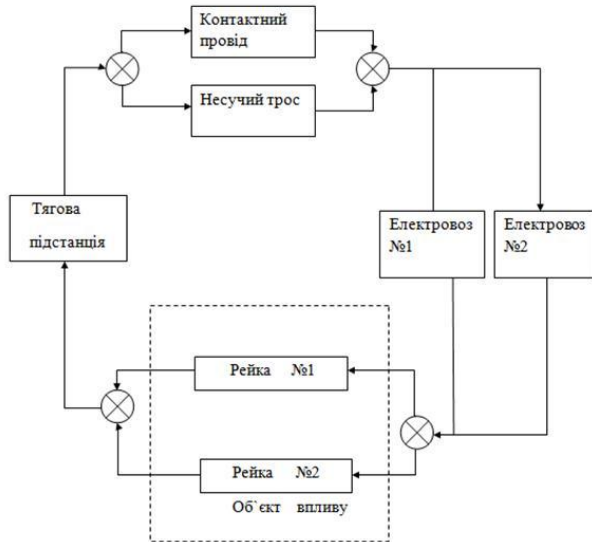 Контактний
провід
Несучий трос
Тягова
підстанція
Електровоз
№1
Електровоз
№2
Рейка №1
Рейка №2
Об`єкт впливу